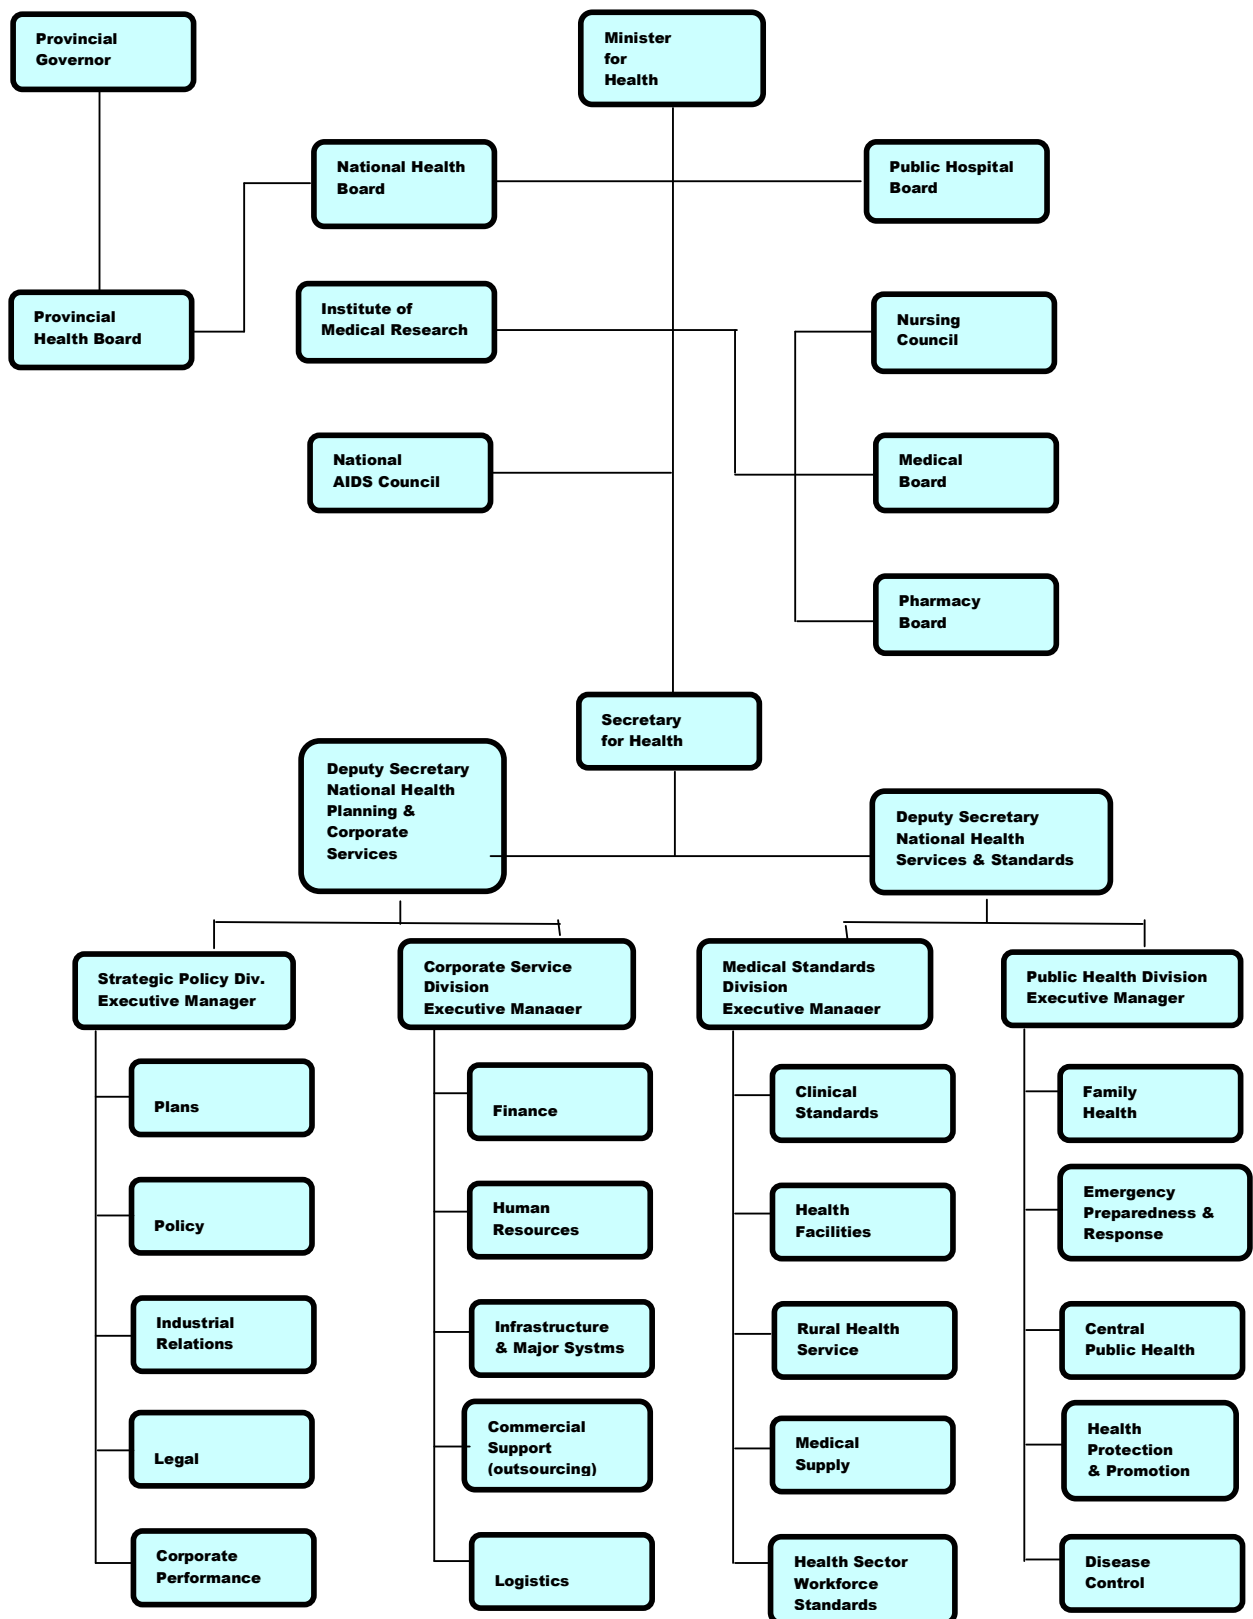 Provincial
Governor
Minister
for
Health
National Health
Board
Public Hospital
Board
Provincial
Health Board
Institute of
Medical Research
Nursing
Council
National
AIDS Council
Medical
Board
Pharmacy
Board
Secretary
for Health
Deputy Secretary
National Health
Planning &
Corporate
Services
Deputy Secretary
National Health
Services & Standards
Strategic Policy Div.
Executive Manager
Corporate Service
Division
Executive Manager
Medical Standards
Division
Executive Manager
Public Health Division
Executive Manager
Plans
Finance
Clinical
Standards
Family
Health
Policy
Human
Resources
Health
Facilities
Emergency
Preparedness &
Response
Industrial
Relations
Infrastructure
& Major Systms
Rural Health
Service
Central
Public Health
Legal
Commercial
Support
(outsourcing)
Medical
Supply
Health
Protection
& Promotion
Corporate
Performance
Logistics
Health Sector
Workforce
Standards
Disease
Control